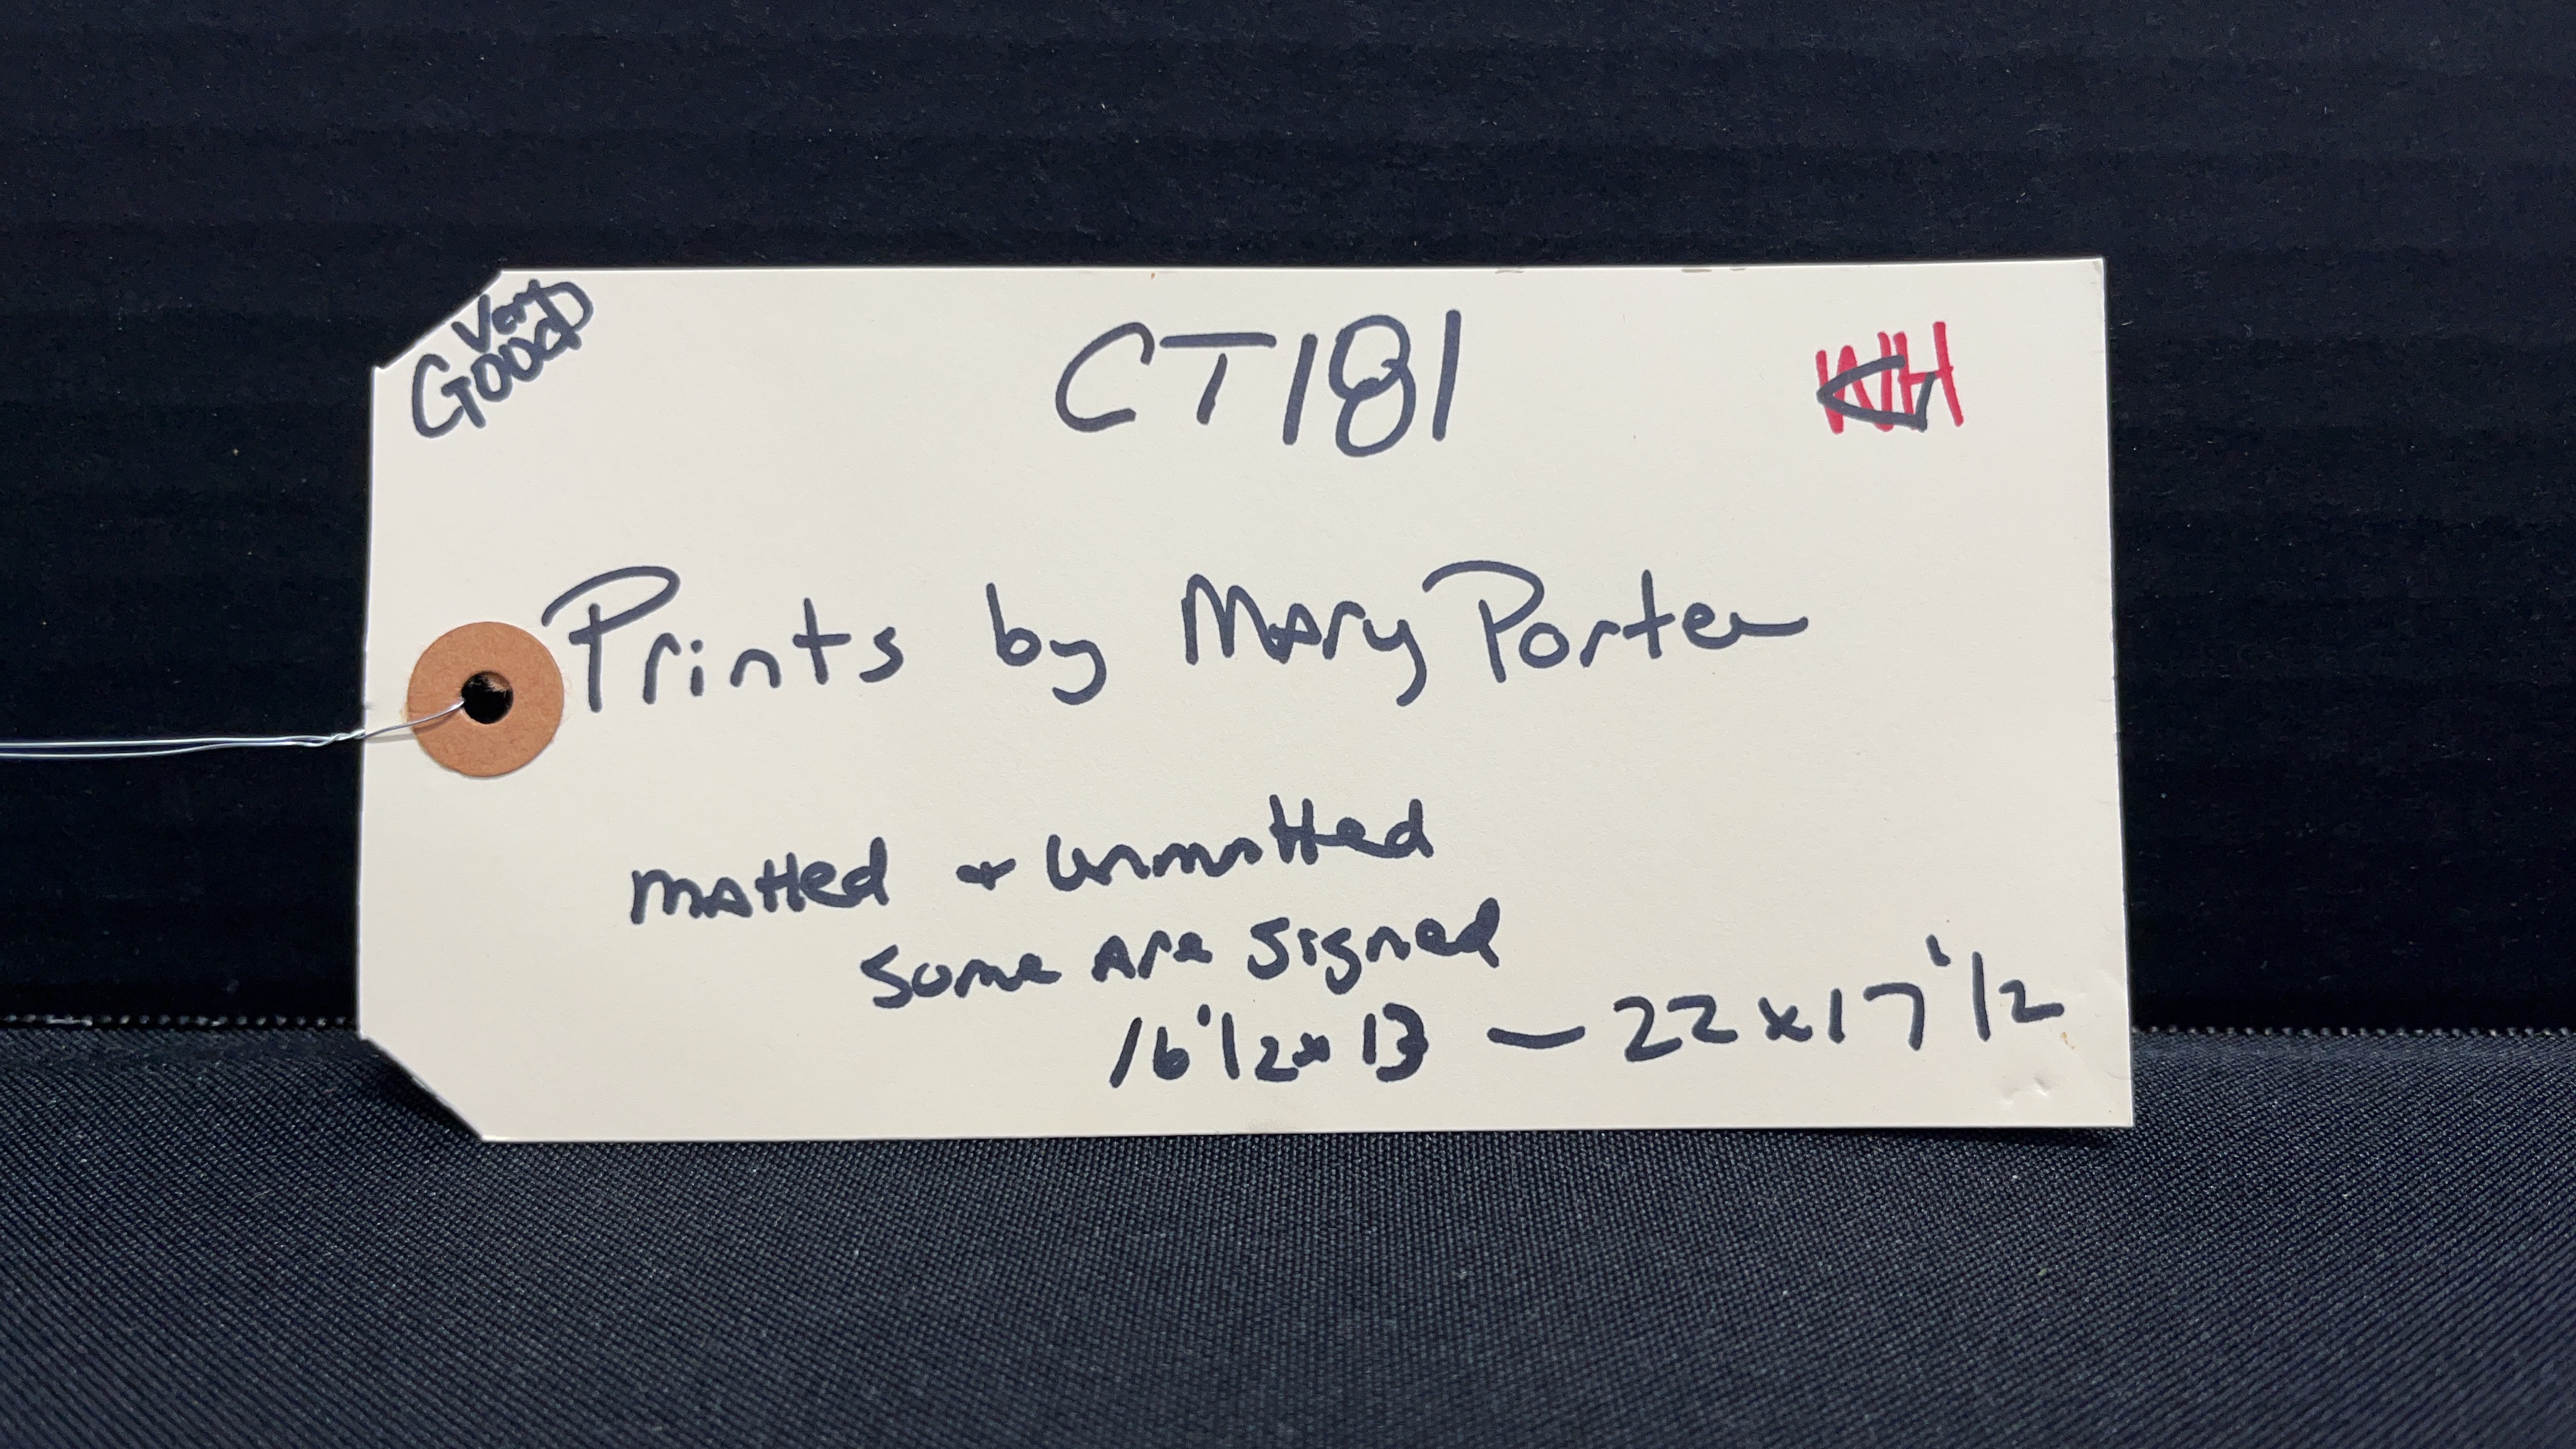 Very
Good
CT181
WH
Prints by Mary Porter
matted + unmatted
Some are signed
16 1/2 x 13 — 22 x 17 1/2